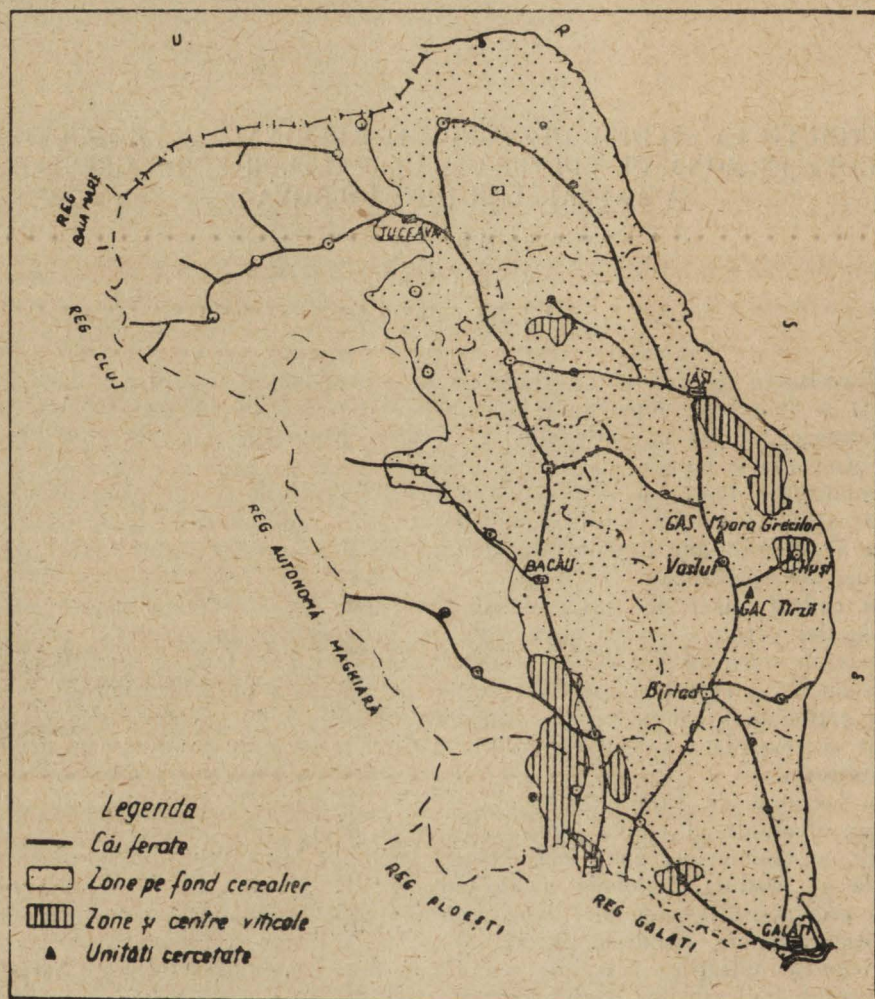 U.
R
REG
BAIA MARE
SUCEAVA
REG CLUJ
S
IAȘI
REG AUTONOMĂ
MAGHIARĂ
GAS Moara Grecilor
BACĂU
Vaslui
HUȘI
GAC Tîrzii
S
Bîrlad
Legenda
Căi ferate
Zone pe fond cerealier
Zone și centre viticole
Unități cercetate
REG PLOEȘTI
REG GALAȚI
GALAȚI